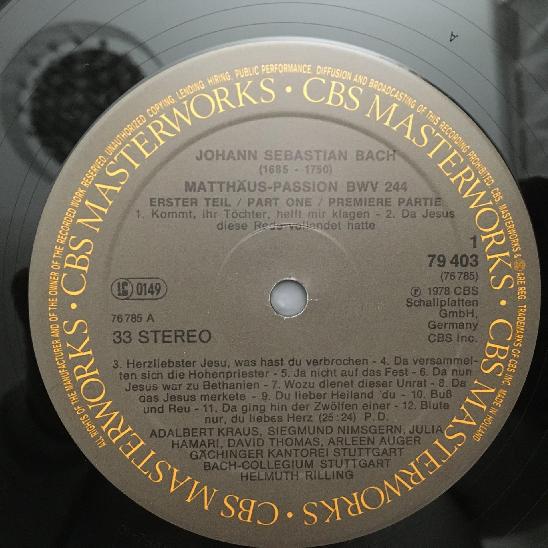 ALL RIGHTS OF THE MANUFACTURER AND OF THE OWNER OF THE RECORDED WORK RESERVED. UNAUTHORIZED COPYING, LENDING, HIRING, PUBLIC PERFORMANCE, DIFFUSION AND BROADCASTING OF THIS RECORDING PROHIBITED. CBS, MASTERWORKS & ARE REG. TRADEMARKS OF CBS INC. MADE IN HOLLAND
CBS MASTERWORKS · CBS MASTERWORKS · CBS MASTERWORKS · CBS MASTERWORKS ·
JOHANN SEBASTIAN BACH
(1685 - 1750)
MATTHÄUS-PASSION BWV 244
ERSTER TEIL / PART ONE / PREMIERE PARTIE
1. Kommt, ihr Töchter, helft mir klagen - 2. Da Jesus
diese Rede vollendet hatte
1
79 403
(76 785)
Ⓟ 1978 CBS
Schallplatten
GmbH,
Germany
CBS Inc.
LC 0149
76785 A
33 STEREO
3. Herzliebster Jesu, was hast du verbrochen - 4. Da versammel-
ten sich die Hohenpriester - 5. Ja nicht auf das Fest - 6. Da nun
Jesus war zu Bethanien - 7. Wozu dienet dieser Unrat - 8. Da
das Jesus merkete - 9. Du lieber Heiland 'du - 10. Buß
und Reu - 11. Da ging hin der Zwölfen einer - 12. Blute
nur, du liebes Herz (25:24) P.D.
ADALBERT KRAUS, SIEGMUND NIMSGERN, JULIA
HAMARI, DAVID THOMAS, ARLEEN AUGER
GÄCHINGER KANTOREI STUTTGART
BACH-COLLEGIUM STUTTGART
HELMUTH RILLING